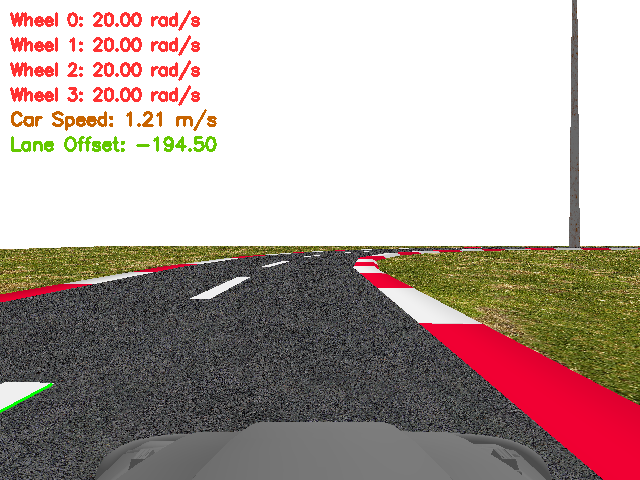 Wheel 0: 20.00 rad/s
Wheel 1: 20.00 rad/s
Wheel 2: 20.00 rad/s
Wheel 3: 20.00 rad/s
Car Speed: 1.21 m/s
Lane Offset: -194.50